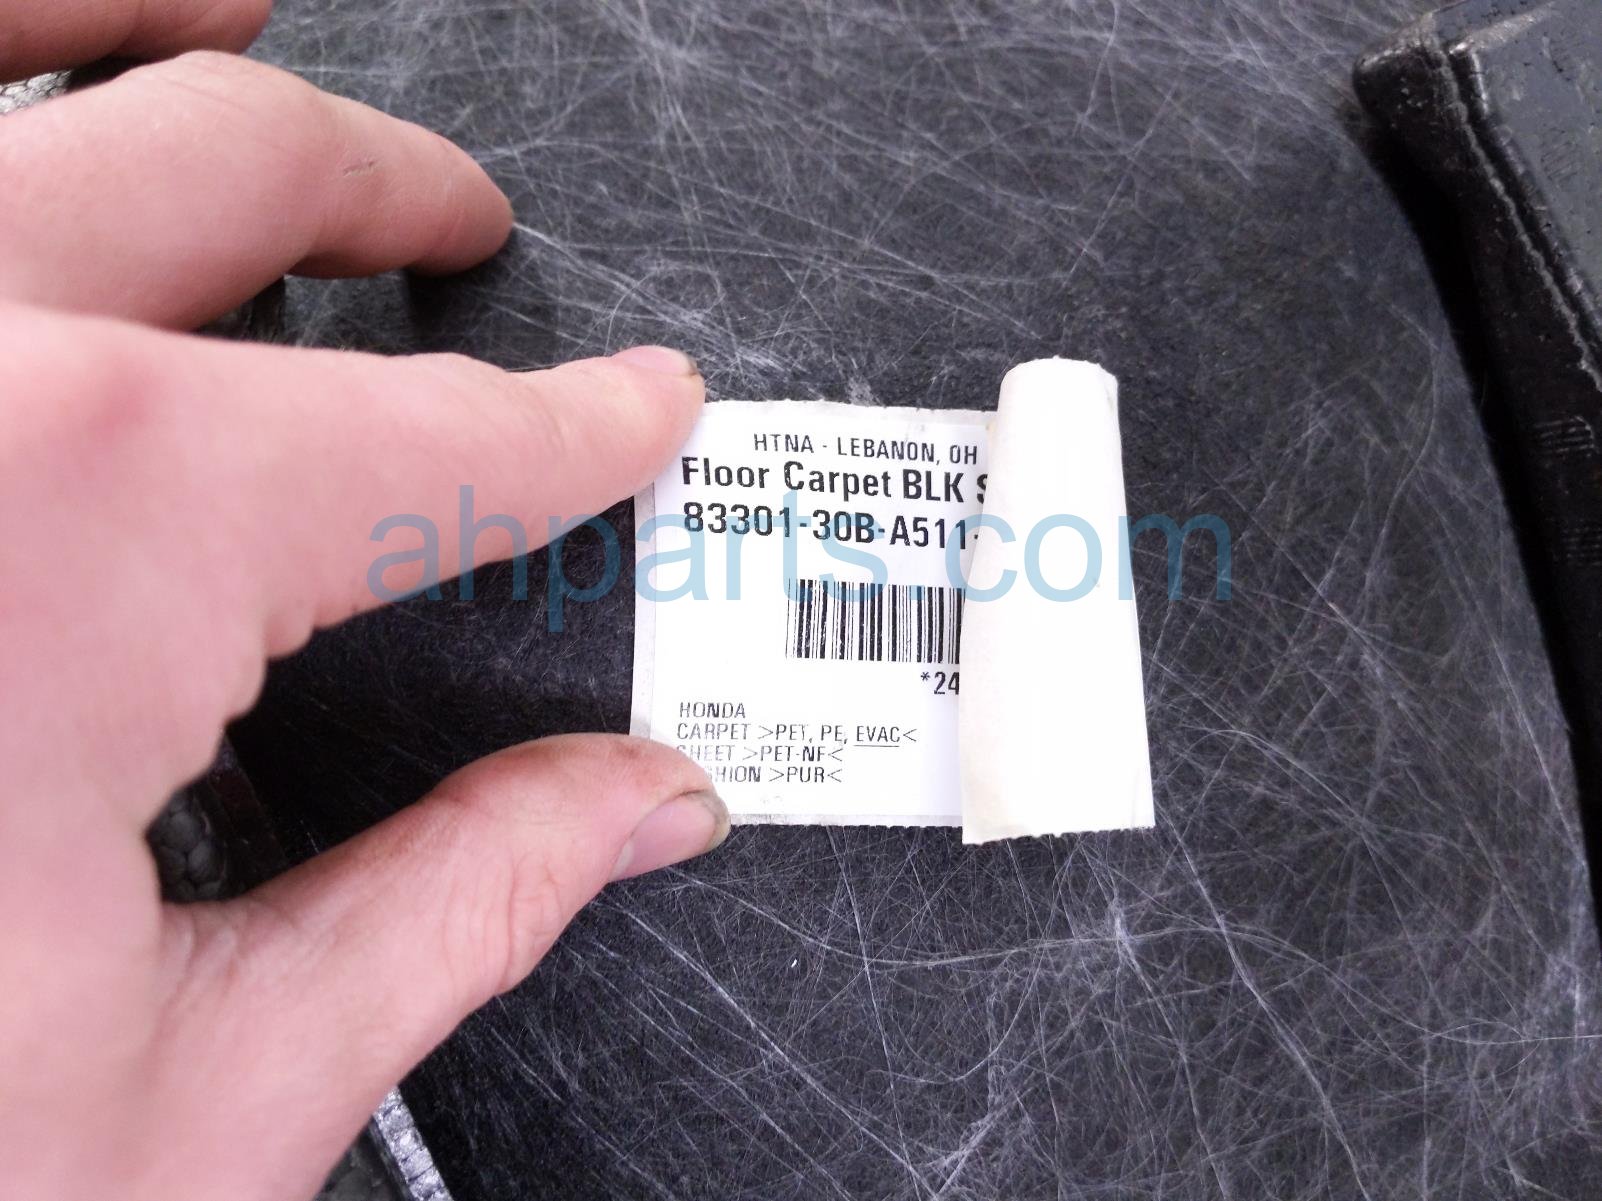 HTNA - LEBANON, OH
Floor Carpet BLK
83301-30B-A511-
*24
HONDA
CARPET >PET, PE, EVAC<
SHEET >PET-NF<
>PUR<
ahparts.com